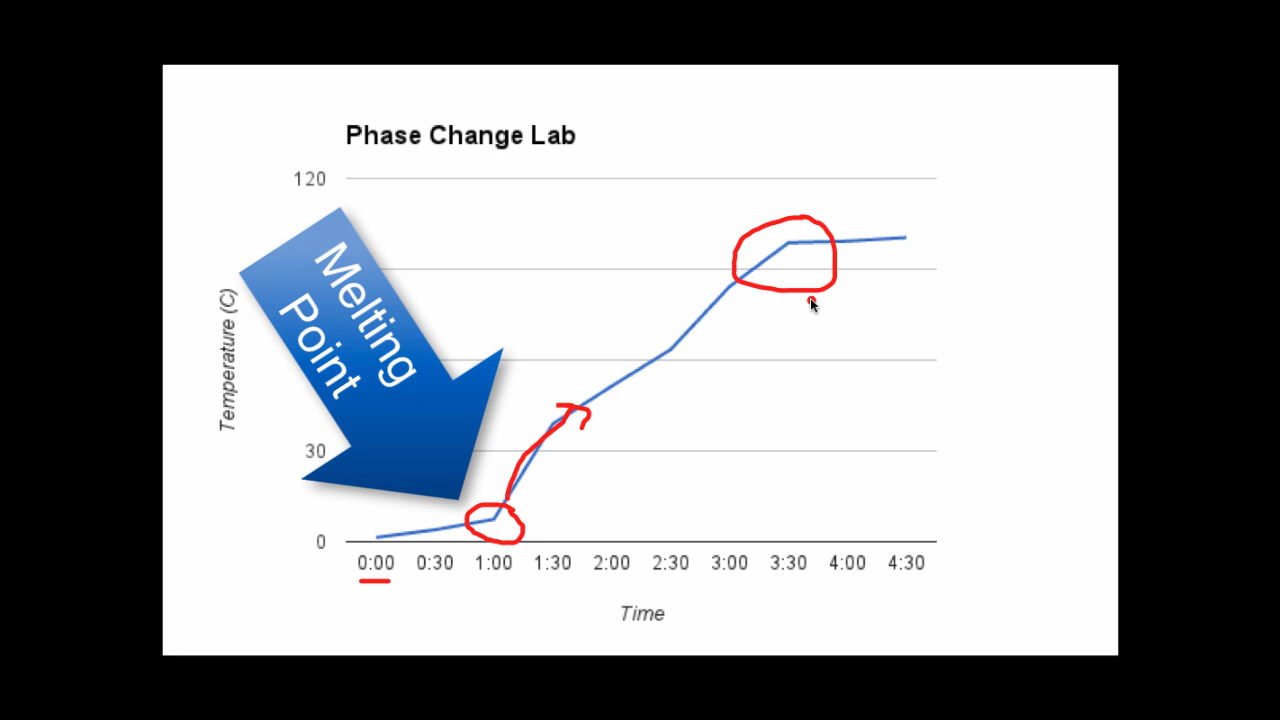 Phase Change Lab
120
Melting
Point
Temperature (C)
30
0
0:00 0:30 1:00 1:30 2:00 2:30 3:00 3:30 4:00 4:30
Time